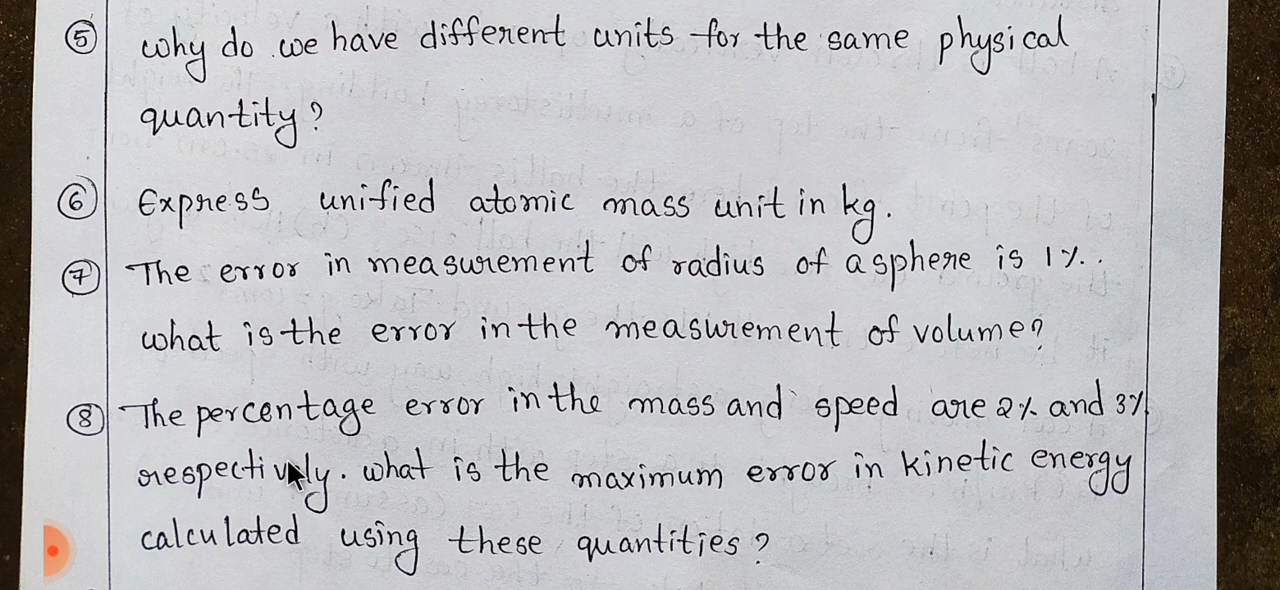 ⑤ why do we have different units for the same physical
quantity?
⑥ Express unified atomic mass unit in kg.
⑦ The error in measurement of radius of a sphere is 1%..
what is the error in the measurement of volume?
⑧ The percentage error in the mass and speed are 2% and 3%
respectively. what is the maximum error in kinetic energy
calculated using these quantities?